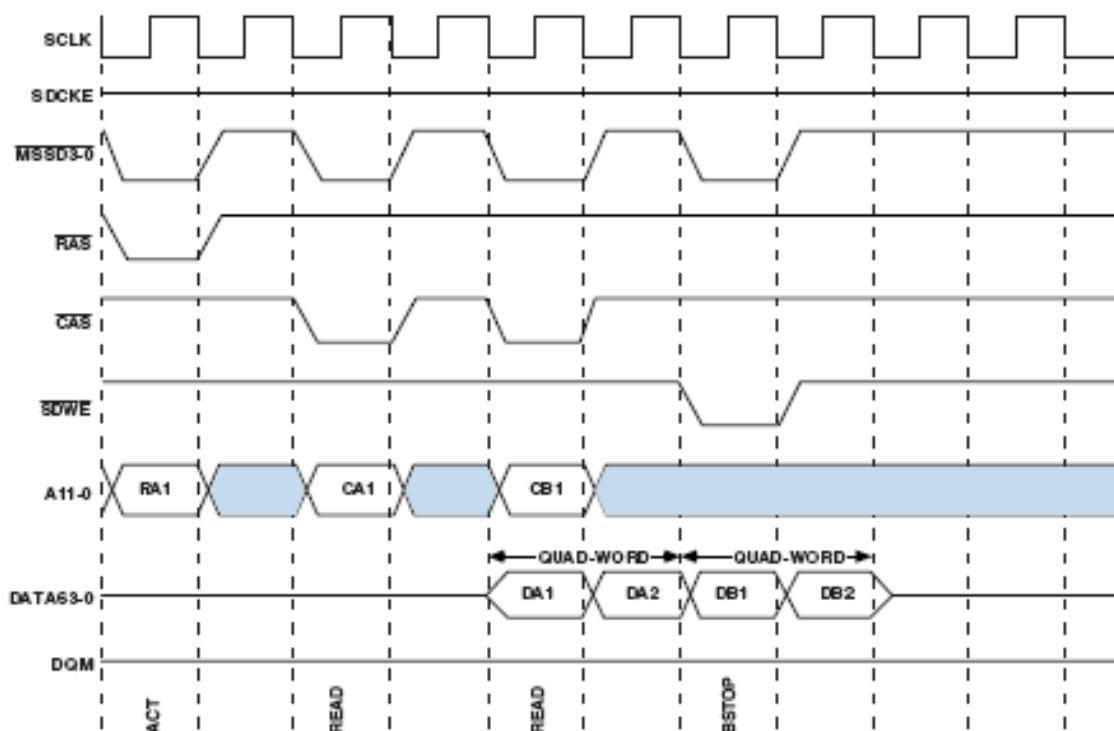 SCLK
SDCKE
MSSD3-0
RAS
CAS
SDWE
A11-0
RA1
CA1
CB1
QUAD-WORD
QUAD-WORD
DATA63-0
DA1
DA2
DB1
DB2
DQM
ACT
READ
READ
BSTOP